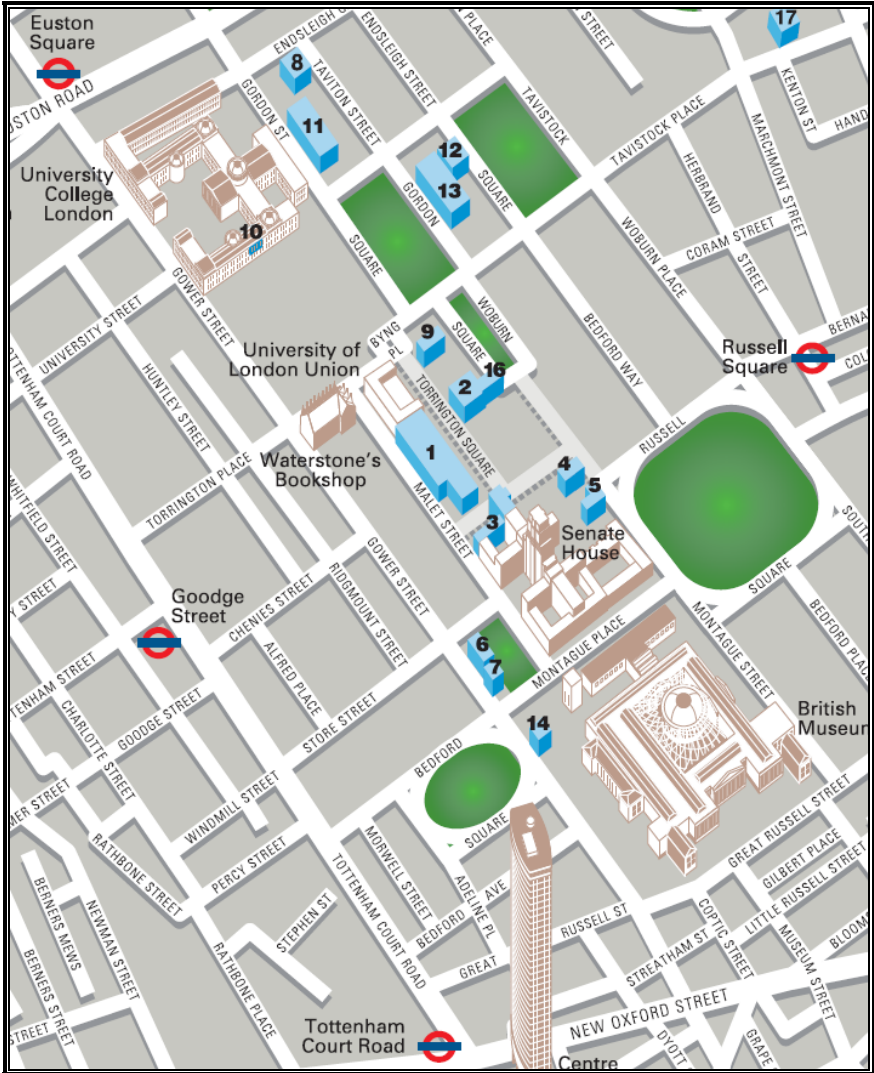 Euston
Square
17
ENDSLEIGH ST
PLACE
STREET
8
ENDSLEIGH STREET
TAVITON STREET
GORDON ST
KENTON ST
HAND
USTON ROAD
11
TAVISTOCK
TAVISTOCK PLACE
MARCHMONT STREET
University
College
London
12
13
HERBRAND
GORDON
SQUARE
SQUARE
WOBURN PLACE
CORAM STREET
STREET
10
GOWER STREET
UNIVERSITY STREET
WOBURN
SQUARE
BYNG
PL
9
BEDFORD WAY
BERNA
University of
London Union
Russell
Square
COL
TOTTENHAM COURT ROAD
HUNTLEY STREET
16
2
TORRINGTON SQUARE
RUSSELL
1
Waterstone's
Bookshop
4
5
TORRINGTON PLACE
MALET STREET
WHITFIELD STREET
3
Senate
House
SOUTH
SQUARE
Goodge
Street
GOWER STREET
RIDGMOUNT STREET
CHENIES STREET
Y STREET
BEDFORD PLACE
MONTAGUE STREET
MONTAGUE PLACE
6
7
ALFRED PLACE
TENHAM STREET
CHARLOTTE STREET
GOODGE STREET
STORE STREET
14
British
Museum
BEDFORD
SQUARE
MER STREET
WINDMILL STREET
RATHBONE STREET
PERCY STREET
MORWELL STREET
TOTTENHAM COURT ROAD
GREAT RUSSELL STREET
GILBERT PLACE
LITTLE RUSSELL STREET
ADELINE PL
BEDFORD AVE
BERNERS MEWS
NEWMAN STREET
STEPHEN ST
RUSSELL ST
GREAT
COPTIC STREET
STREATHAM ST
MUSEUM STREET
BLOOM
BERNERS STREET
RATHBONE PLACE
STREET
NEW OXFORD STREET
Tottenham
Court Road
Centre
DYOTT
GRAPE